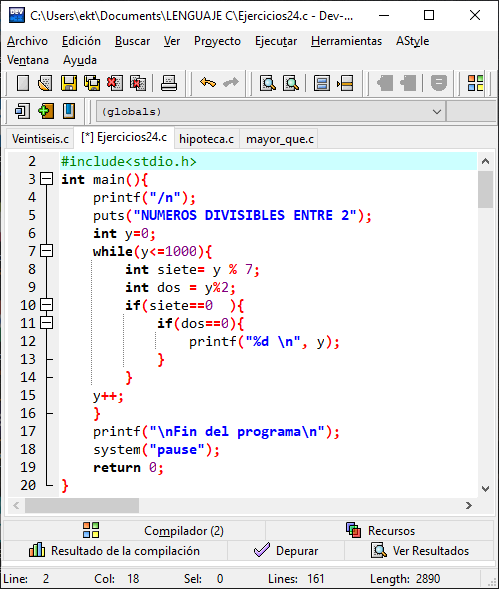 C:\Users\ekt\Documents\LENGUAJE C\Ejercicios24.c - Dev-...
Archivo Edición Buscar Ver Proyecto Ejecutar Herramientas AStyle
Ventana Ayuda
(globals)
Veintiseis.c [*] Ejercicios24.c hipoteca.c mayor_que.c
2 #include<stdio.h>
3 int main(){
4 printf("/n");
5 puts("NUMEROS DIVISIBLES ENTRE 2");
6 int y=0;
7 while(y<=1000){
8 int siete= y % 7;
9 int dos = y%2;
10 if(siete==0 ){
11 if(dos==0){
12 printf("%d \n", y);
13 }
14 }
15 y++;
16 }
17 printf("\nFin del programa\n");
18 system("pause");
19 return 0;
20 }
Compilador (2) Recursos
Resultado de la compilación Depurar Ver Resultados
Line: 2 Col: 18 Sel: 0 Lines: 161 Length: 2890